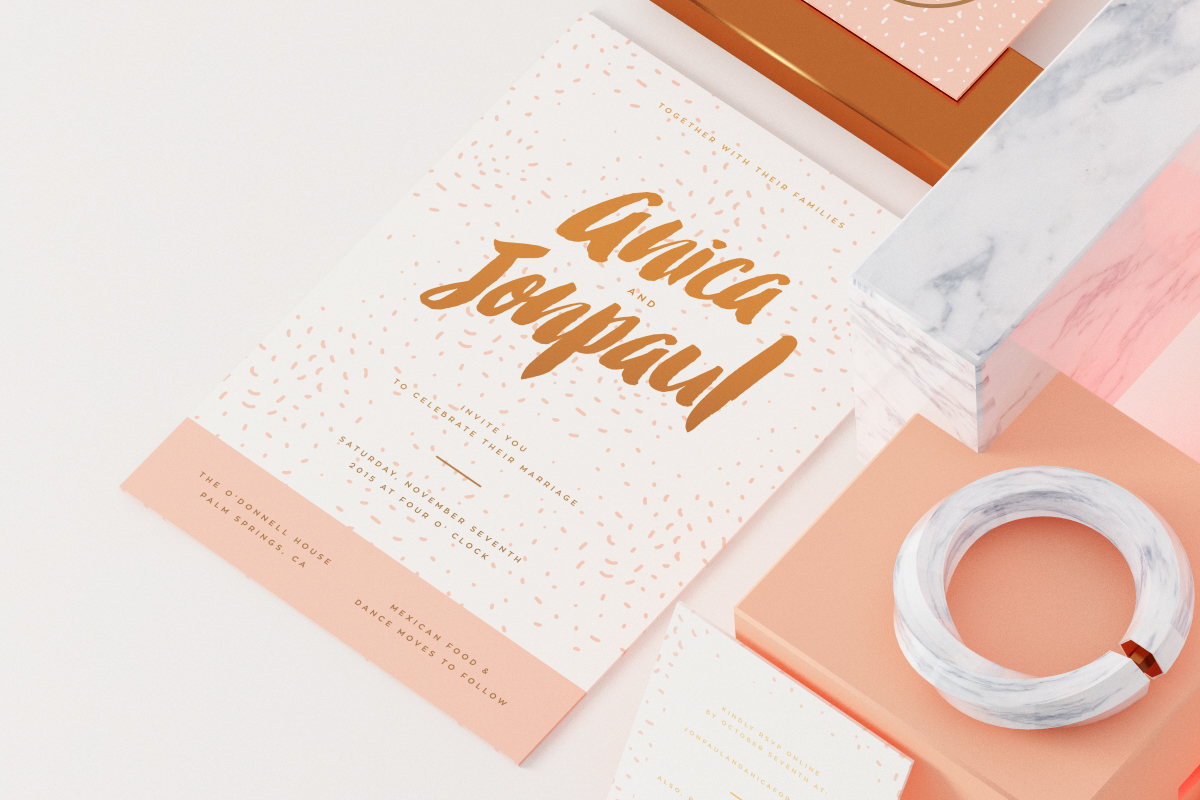 TOGETHER WITH THEIR FAMILIES
anica
AND
Jonpaul
INVITE YOU
TO CELEBRATE THEIR MARRIAGE
SATURDAY, NOVEMBER SEVENTH
2015 AT FOUR O' CLOCK
THE O'DONNELL HOUSE
PALM SPRINGS, CA
MEXICAN FOOD &
DANCE MOVES TO FOLLOW
KINDLY RSVP ONLINE
BY OCTOBER SEVENTH AT:
ALSO,